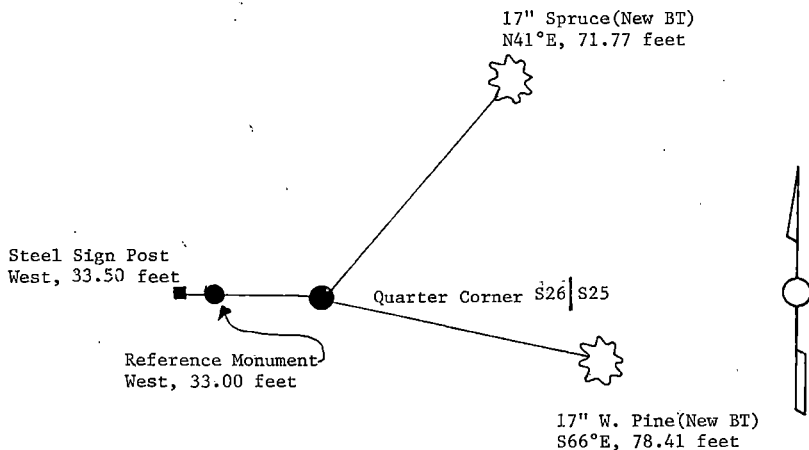 17" Spruce(New BT)
N41°E, 71.77 feet
Steel Sign Post
West, 33.50 feet
Quarter Corner S26|S25
Reference Monument
West, 33.00 feet
17" W. Pine(New BT)
S66°E, 78.41 feet